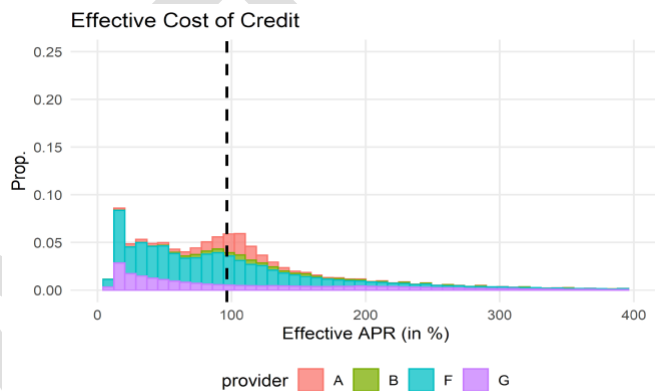 Effective Cost of Credit
Prop.
0.25
0.20
0.15
0.10
0.05
0.00
0 100 200 300 400
Effective APR (in %)
provider A B F G